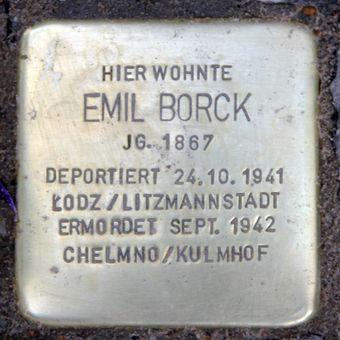 HIER WOHNTE
EMIL BORCK
JG. 1867
DEPORTIERT 24.10.1941
ŁODZ/LITZMANNSTADT
ERMORDET SEPT. 1942
CHELMNO/KULMHOF